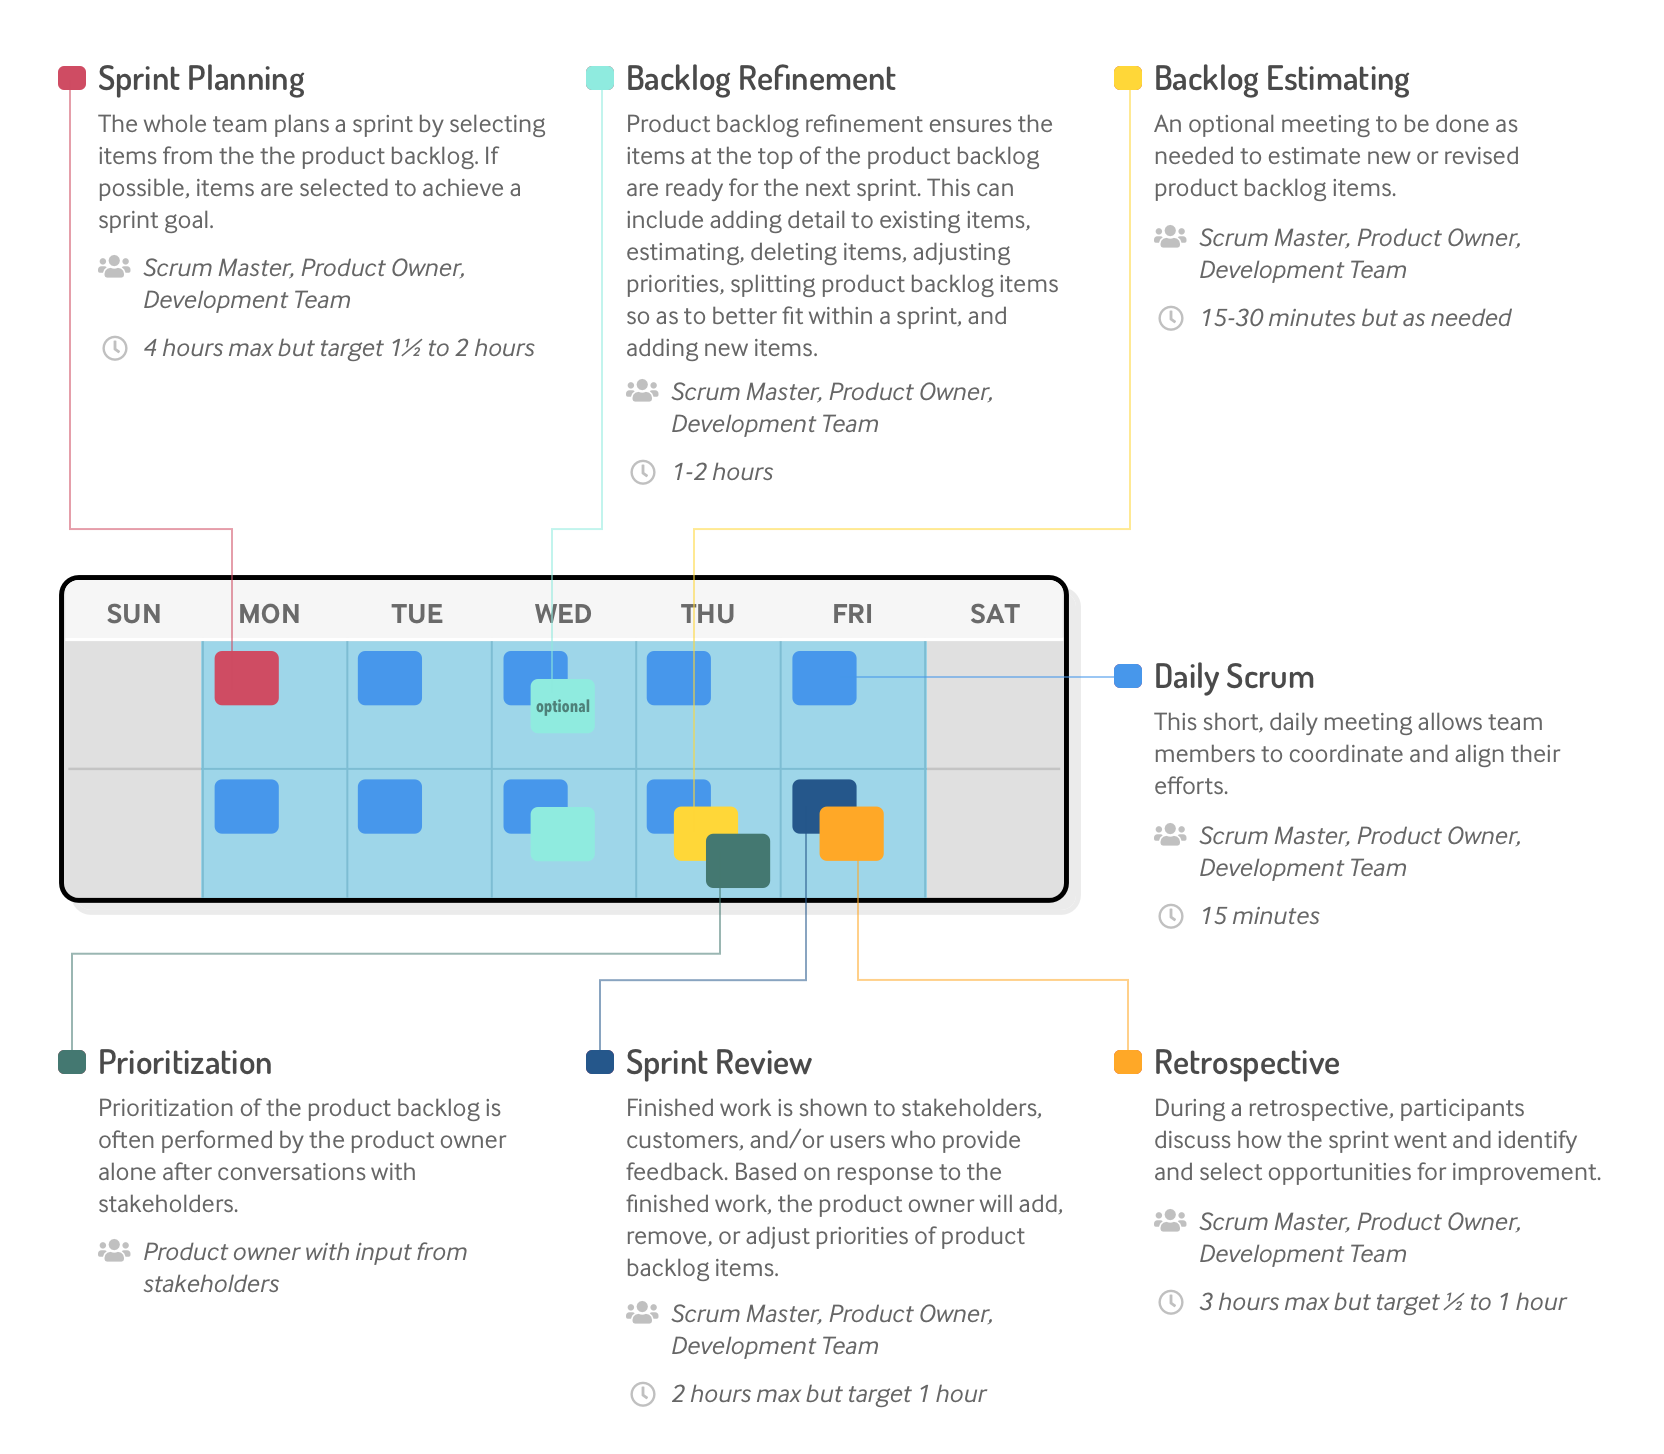 Sprint Planning
The whole team plans a sprint by selecting
items from the the product backlog. If
possible, items are selected to achieve a
sprint goal.
Scrum Master, Product Owner,
Development Team
4 hours max but target 1½ to 2 hours
Backlog Refinement
Product backlog refinement ensures the
items at the top of the product backlog
are ready for the next sprint. This can
include adding detail to existing items,
estimating, deleting items, adjusting
priorities, splitting product backlog items
so as to better fit within a sprint, and
adding new items.
Scrum Master, Product Owner,
Development Team
1-2 hours
Backlog Estimating
An optional meeting to be done as
needed to estimate new or revised
product backlog items.
Scrum Master, Product Owner,
Development Team
15-30 minutes but as needed
SUN MON TUE WED THU FRI SAT
optional
Daily Scrum
This short, daily meeting allows team
members to coordinate and align their
efforts.
Scrum Master, Product Owner,
Development Team
15 minutes
Prioritization
Prioritization of the product backlog is
often performed by the product owner
alone after conversations with
stakeholders.
Product owner with input from
stakeholders
Sprint Review
Finished work is shown to stakeholders,
customers, and/or users who provide
feedback. Based on response to the
finished work, the product owner will add,
remove, or adjust priorities of product
backlog items.
Scrum Master, Product Owner,
Development Team
2 hours max but target 1 hour
Retrospective
During a retrospective, participants
discuss how the sprint went and identify
and select opportunities for improvement.
Scrum Master, Product Owner,
Development Team
3 hours max but target ½ to 1 hour